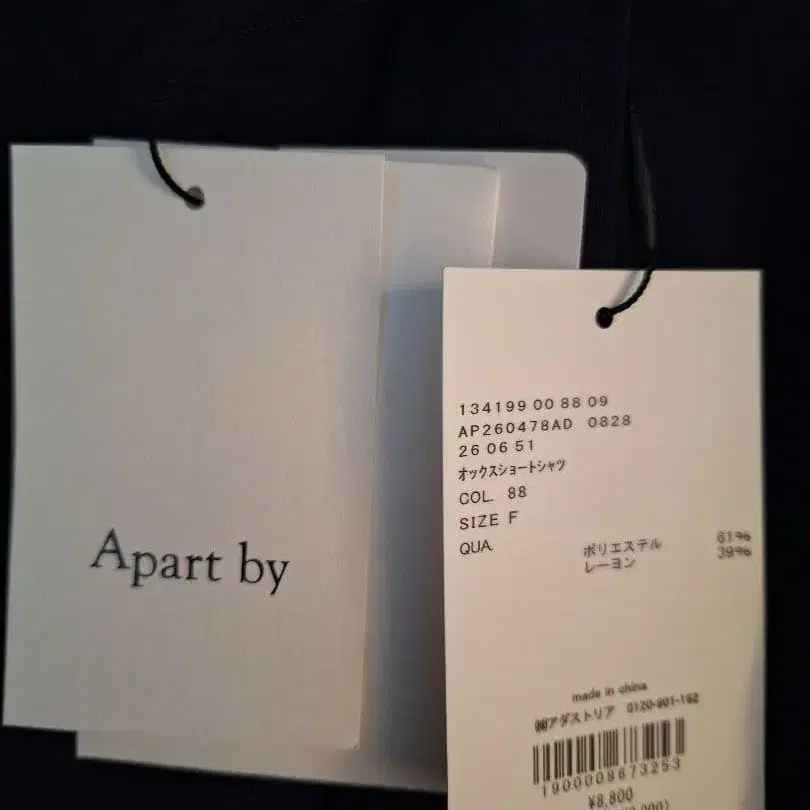 Apart by
134199 00 88 09
AP260478AD 0828
26 06 51
オックスショートシャツ
COL. 88
SIZE F
QUA.
ポリエステル 61%
レーヨン 39%
made in china
㈱アダストリア 0120-601-162
1900008673253
¥8,800